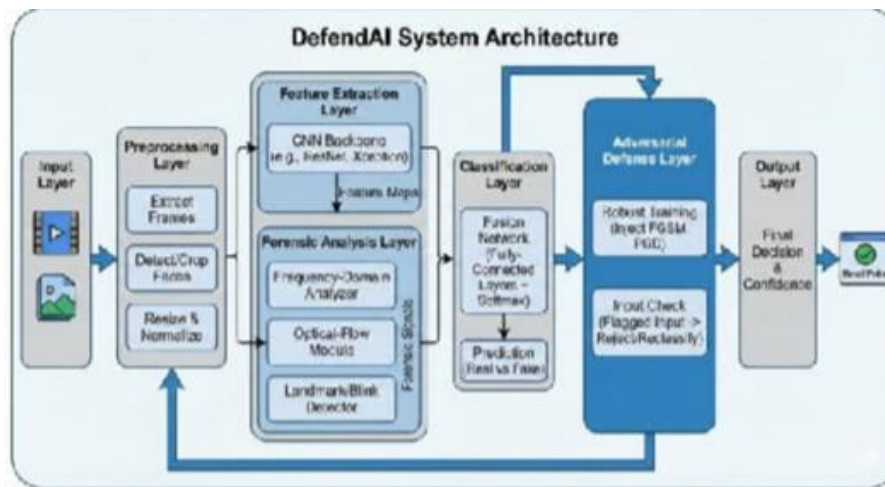 DefendAI System Architecture
Input
Layer
Preprocessing
Layer
Extract
Frames
Detect/Crop
Faces
Resize &
Normalize
Feature Extraction
Layer
CNN Backbone
(e.g., ResNet, Xception)
Feature Maps
Forensic Analysis Layer
Frequency-Domain
Analyzer
Optical-Flow
Module
Landmark/Blink
Detector
Forensic Signals
Classification
Layer
Fusion
Network
(Fully-
Connected
Layers –
Softmax)
Prediction
(Real vs Fake)
Adversarial
Defense Layer
Robust Training
(Inject FGSM
PGD)
Input Check
(Flagged Input ->
Reject/Reclassify)
Output
Layer
Final
Decision
&
Confidence